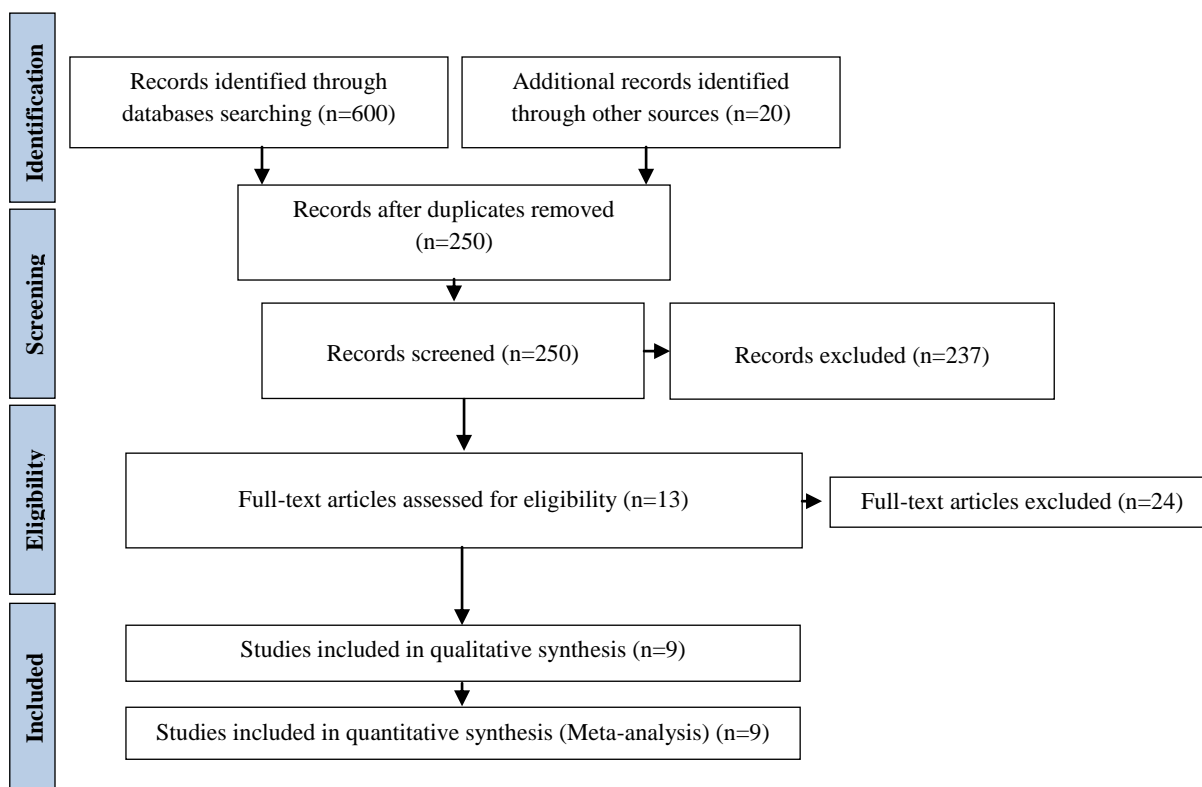 Identification
Records identified through
databases searching (n=600)
Additional records identified
through other sources (n=20)
Screening
Records after duplicates removed
(n=250)
Records screened (n=250)
Records excluded (n=237)
Eligibility
Full-text articles assessed for eligibility (n=13)
Full-text articles excluded (n=24)
Included
Studies included in qualitative synthesis (n=9)
Studies included in quantitative synthesis (Meta-analysis) (n=9)